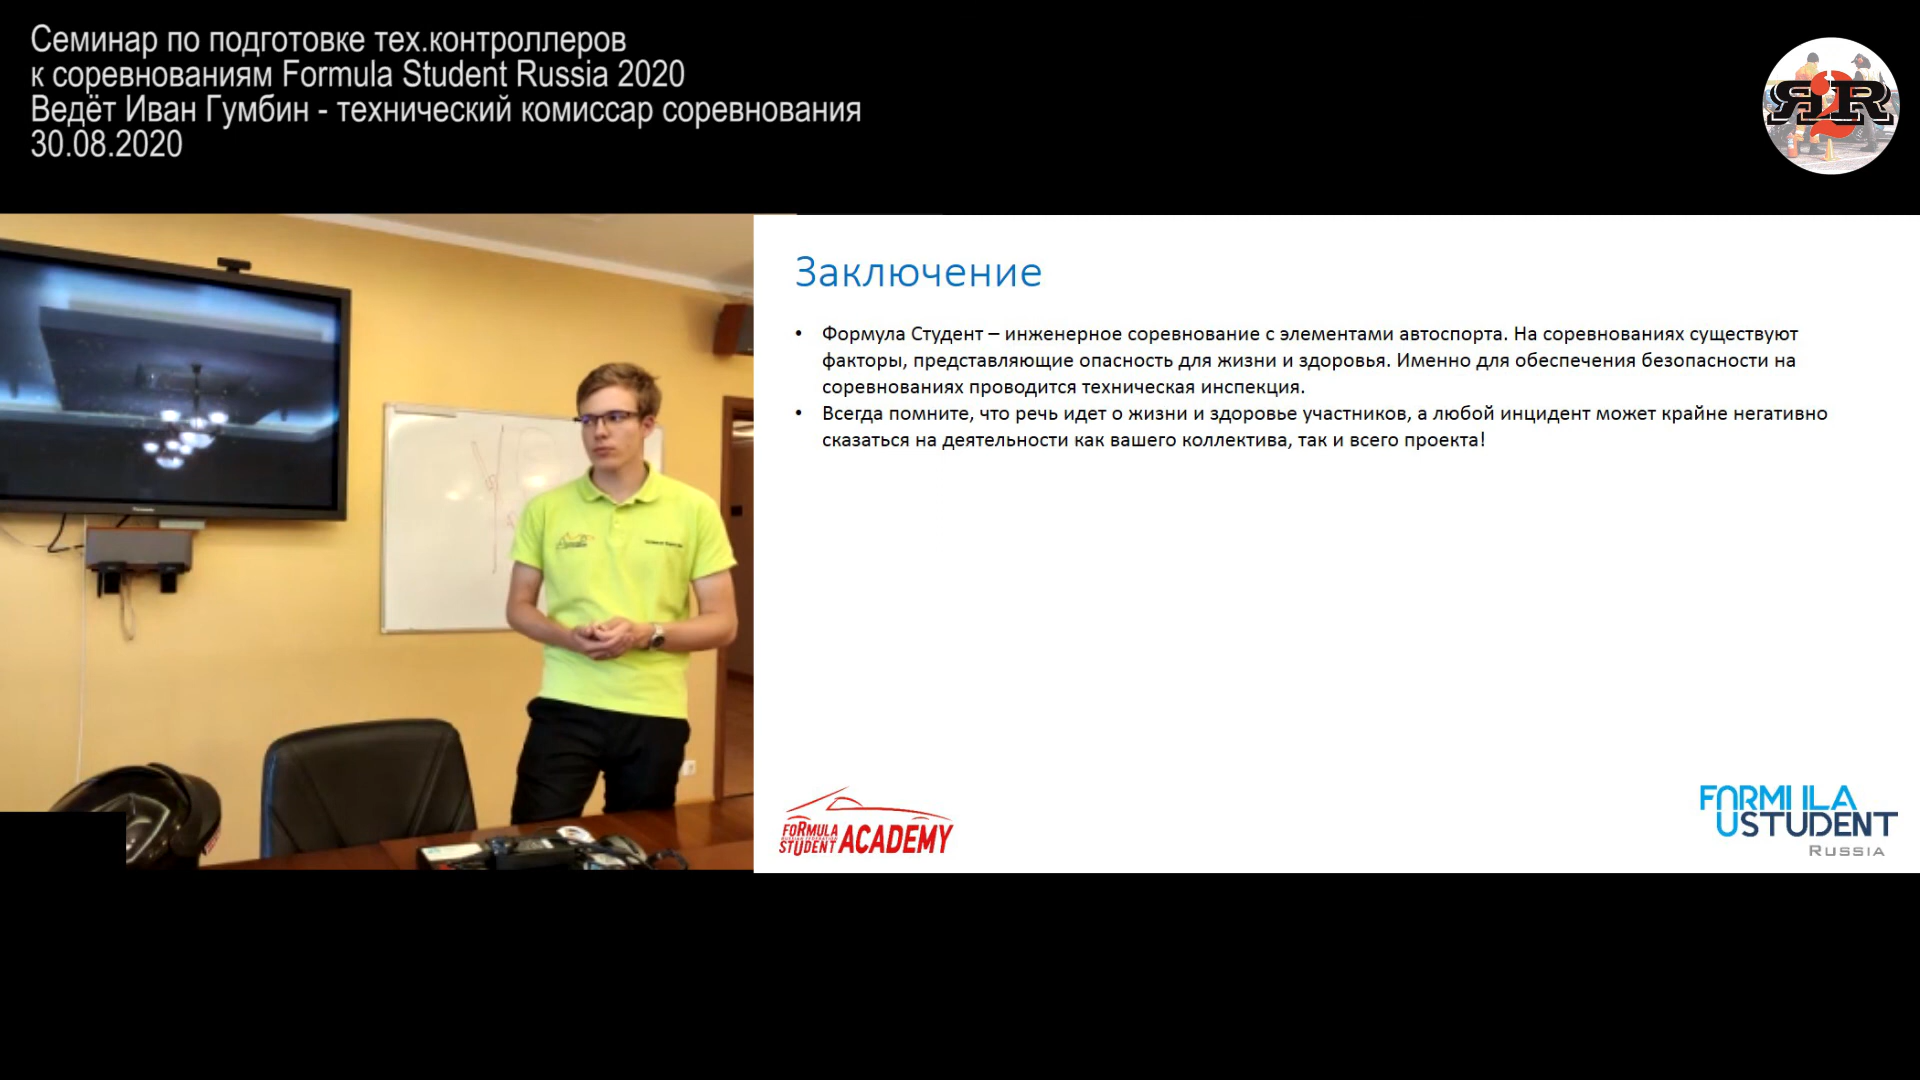 Семинар по подготовке тех.контроллеров
к соревнованиям Formula Student Russia 2020
Ведёт Иван Гумбин - технический комиссар соревнования
30.08.2020
R2R
Заключение
• Формула Студент – инженерное соревнование с элементами автоспорта. На соревнованиях существуют
факторы, представляющие опасность для жизни и здоровья. Именно для обеспечения безопасности на
соревнованиях проводится техническая инспекция.
• Всегда помните, что речь идет о жизни и здоровье участников, а любой инцидент может крайне негативно
сказаться на деятельности как вашего коллектива, так и всего проекта!
Panasonic
FORMULA
STUDENT ACADEMY
FORMULA
STUDENT
RUSSIA